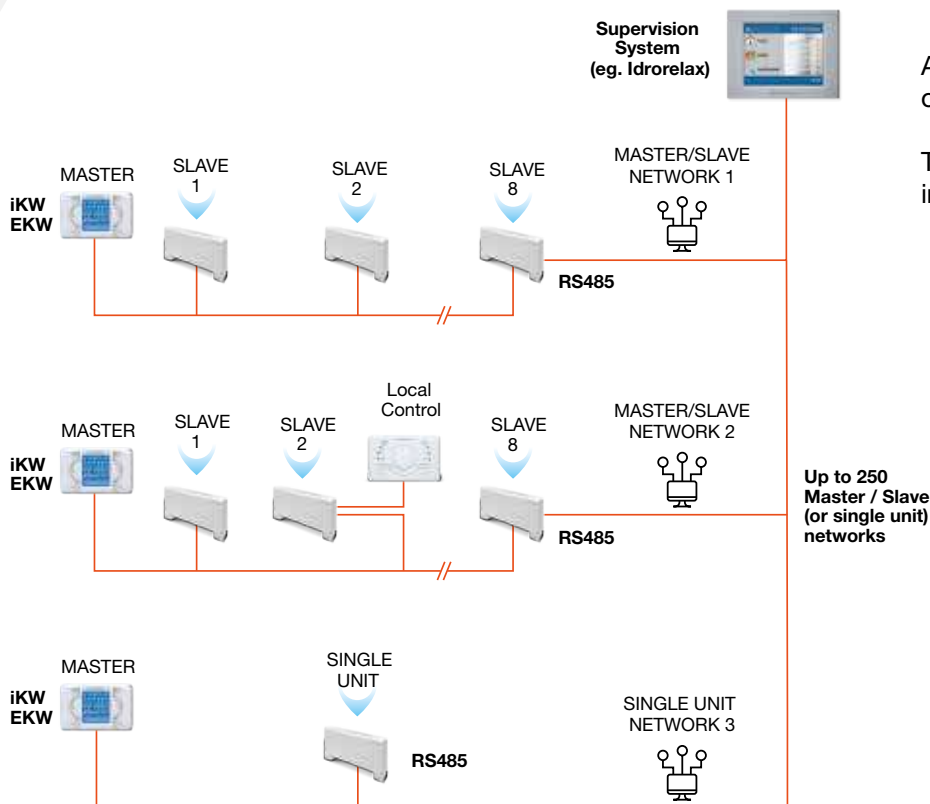 Supervision
System
(eg. Idrorelax)
MASTER
SLAVE
1
SLAVE
2
SLAVE
8
MASTER/SLAVE
NETWORK 1
iKW
EKW
RS485
Local
Control
MASTER
SLAVE
1
SLAVE
2
SLAVE
8
MASTER/SLAVE
NETWORK 2
iKW
EKW
RS485
Up to 250
Master / Slave
(or single unit)
networks
MASTER
SINGLE
UNIT
SINGLE UNIT
NETWORK 3
iKW
EKW
RS485